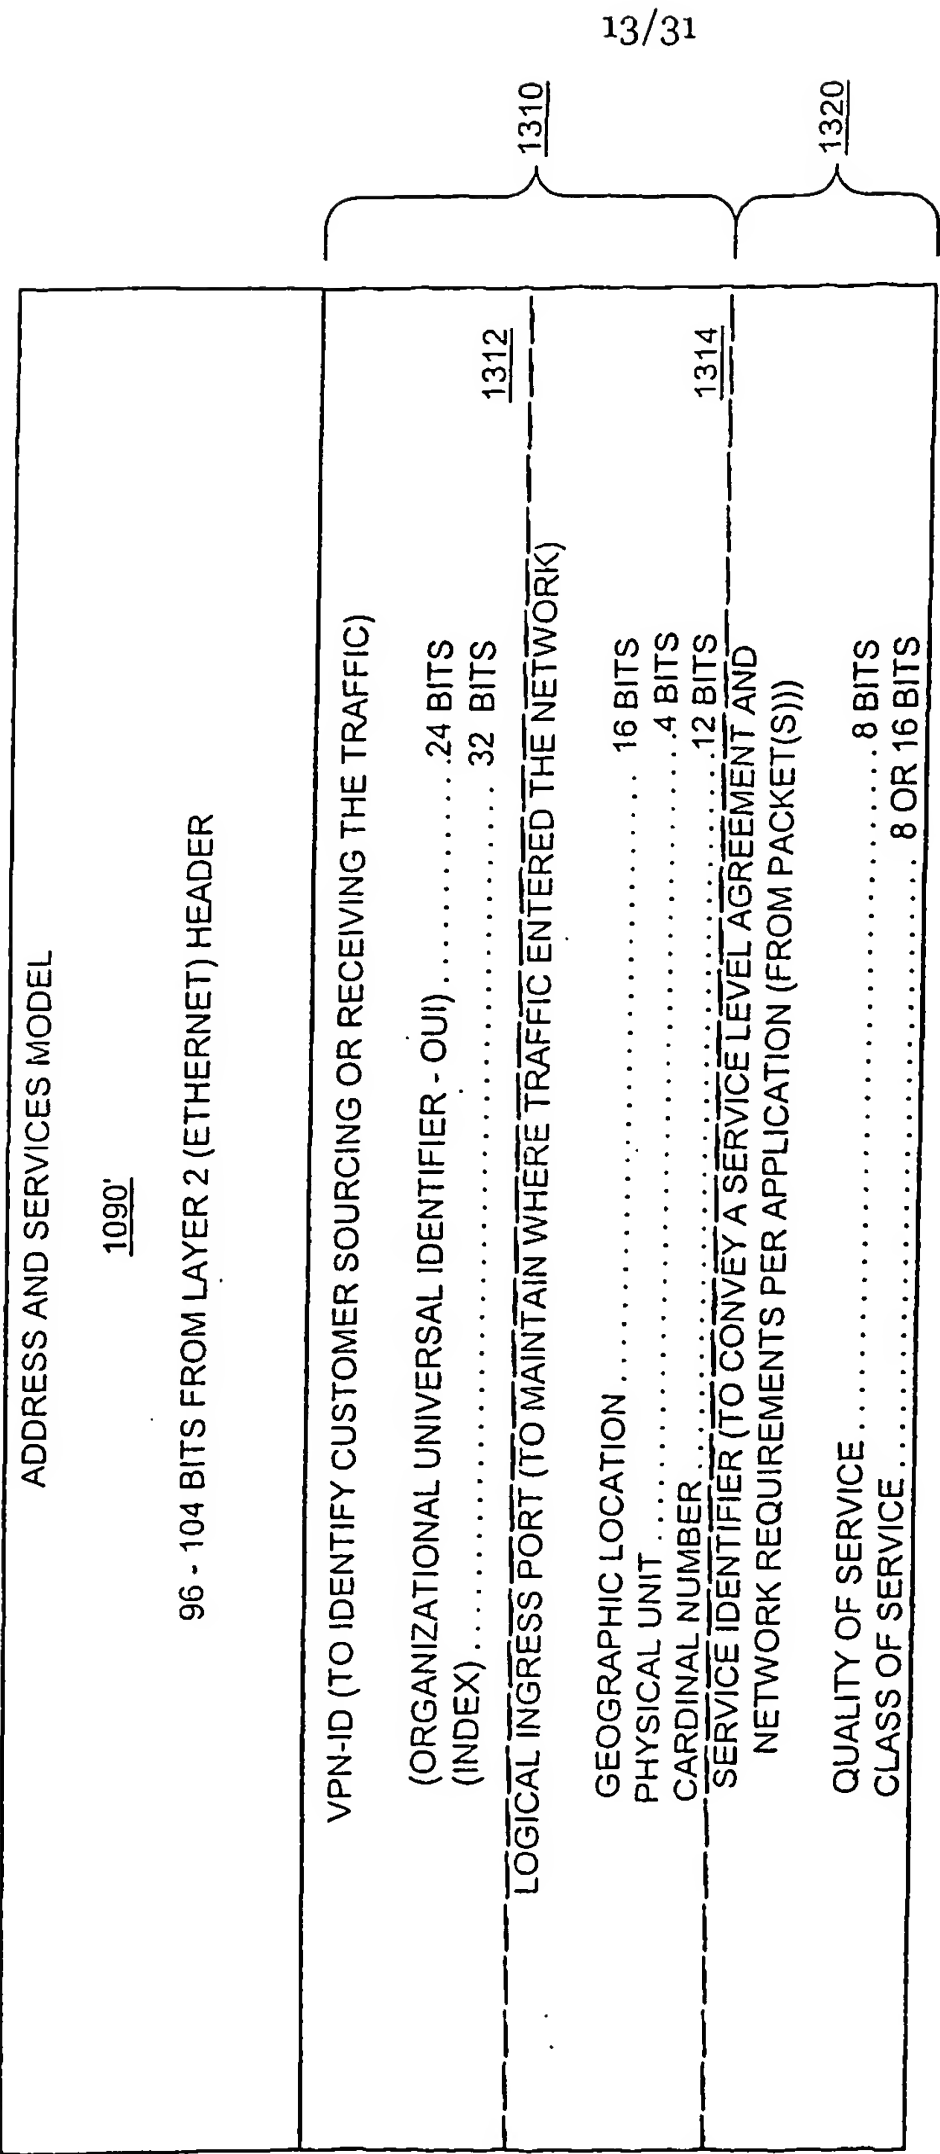 13/31
ADDRESS AND SERVICES MODEL
1090'
96 - 104 BITS FROM LAYER 2 (ETHERNET) HEADER
VPN-ID (TO IDENTIFY CUSTOMER SOURCING OR RECEIVING THE TRAFFIC)
(ORGANIZATIONAL UNIVERSAL IDENTIFIER - OUI)..........24 BITS
(INDEX)..........32 BITS
1312
LOGICAL INGRESS PORT (TO MAINTAIN WHERE TRAFFIC ENTERED THE NETWORK)
GEOGRAPHIC LOCATION..........16 BITS
PHYSICAL UNIT..........4 BITS
CARDINAL NUMBER..........12 BITS
1314
1310
SERVICE IDENTIFIER (TO CONVEY A SERVICE LEVEL AGREEMENT AND
NETWORK REQUIREMENTS PER APPLICATION (FROM PACKET(S)))
QUALITY OF SERVICE..........8 BITS
CLASS OF SERVICE..........8 OR 16 BITS
1320